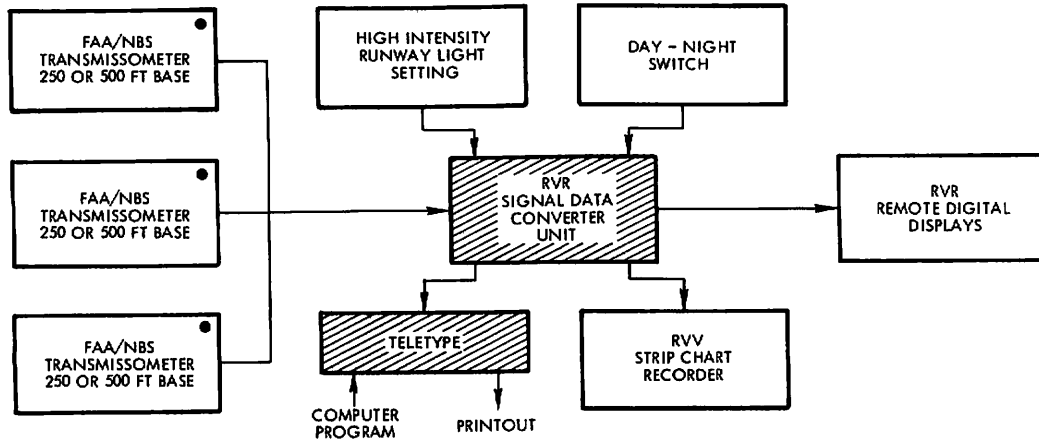 FAA/NBS
TRANSMISSOMETER
250 OR 500 FT BASE
HIGH INTENSITY
RUNWAY LIGHT
SETTING
DAY - NIGHT
SWITCH
FAA/NBS
TRANSMISSOMETER
250 OR 500 FT BASE
RVR
SIGNAL DATA
CONVERTER
UNIT
RVR
REMOTE DIGITAL
DISPLAYS
FAA/NBS
TRANSMISSOMETER
250 OR 500 FT BASE
TELETYPE
RVV
STRIP CHART
RECORDER
COMPUTER
PROGRAM
PRINTOUT